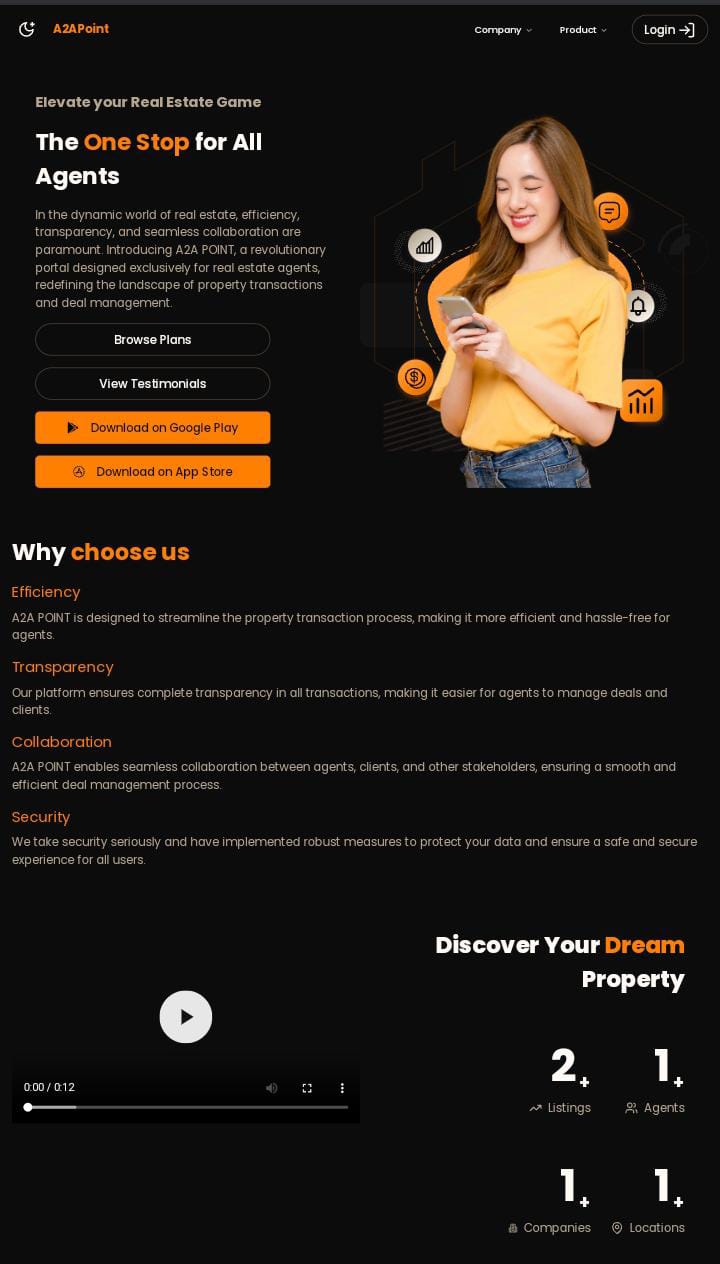 A2APoint
Company
Product
Login
Elevate your Real Estate Game
The One Stop for All
Agents
In the dynamic world of real estate, efficiency,
transparency, and seamless collaboration are
paramount. Introducing A2A POINT, a revolutionary
portal designed exclusively for real estate agents,
redefining the landscape of property transactions
and deal management.
Browse Plans
View Testimonials
Download on Google Play
Download on App Store
Why choose us
Efficiency
A2A POINT is designed to streamline the property transaction process, making it more efficient and hassle-free for
agents.
Transparency
Our platform ensures complete transparency in all transactions, making it easier for agents to manage deals and
clients.
Collaboration
A2A POINT enables seamless collaboration between agents, clients, and other stakeholders, ensuring a smooth and
efficient deal management process.
Security
We take security seriously and have implemented robust measures to protect your data and ensure a safe and secure
experience for all users.
Discover Your Dream
Property
0:00 / 0:12
2+ 1+
Listings Agents
1+ 1+
Companies Locations